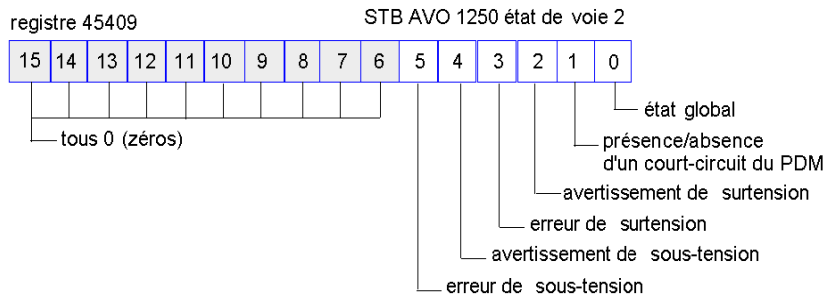 registre 45409
STB AVO 1250 état de voie 2
15 14 13 12 11 10 9 8 7 6 5 4 3 2 1 0
état global
tous 0 (zéros)
présence/absence
d'un court-circuit du PDM
avertissement de surtension
erreur de surtension
avertissement de sous-tension
erreur de sous-tension